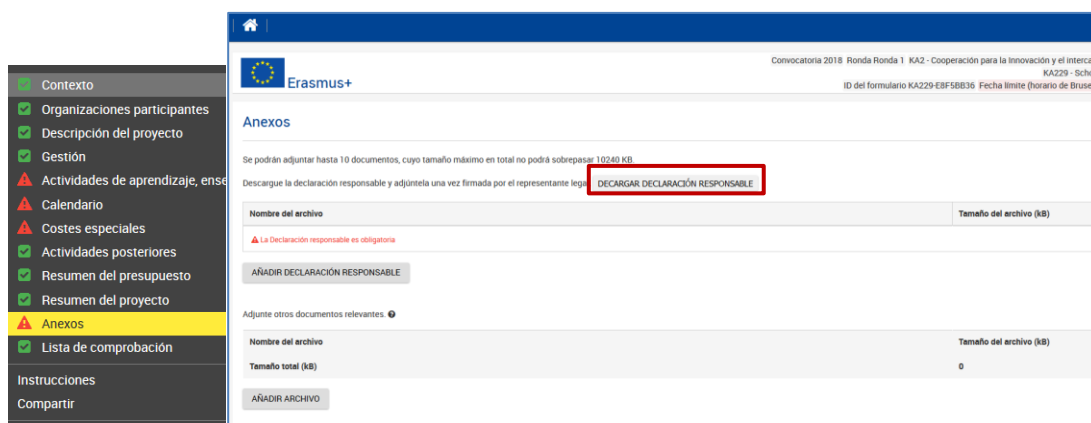 Contexto
Organizaciones participantes
Descripción del proyecto
Gestión
Actividades de aprendizaje, ense
Calendario
Costes especiales
Actividades posteriores
Resumen del presupuesto
Resumen del proyecto
Anexos
Lista de comprobación
Instrucciones
Compartir
Erasmus+
Convocatoria 2018 Ronda Ronda 1 KA2 - Cooperación para la Innovación y el interca
KA229 - Scho
ID del formulario KA229-E8F5BB36 Fecha límite (horario de Bruse
Anexos
Se podrán adjuntar hasta 10 documentos, cuyo tamaño máximo en total no podrá sobrepasar 10240 KB.
Descargue la declaración responsable y adjúntela una vez firmada por el representante lega DECARGAR DECLARACIÓN RESPONSABLE
Nombre del archivo Tamaño del archivo (kB)
La Declaración responsable es obligatoria
AÑADIR DECLARACIÓN RESPONSABLE
Adjunte otros documentos relevantes.
Nombre del archivo Tamaño del archivo (kB)
Tamaño total (kB) 0
AÑADIR ARCHIVO